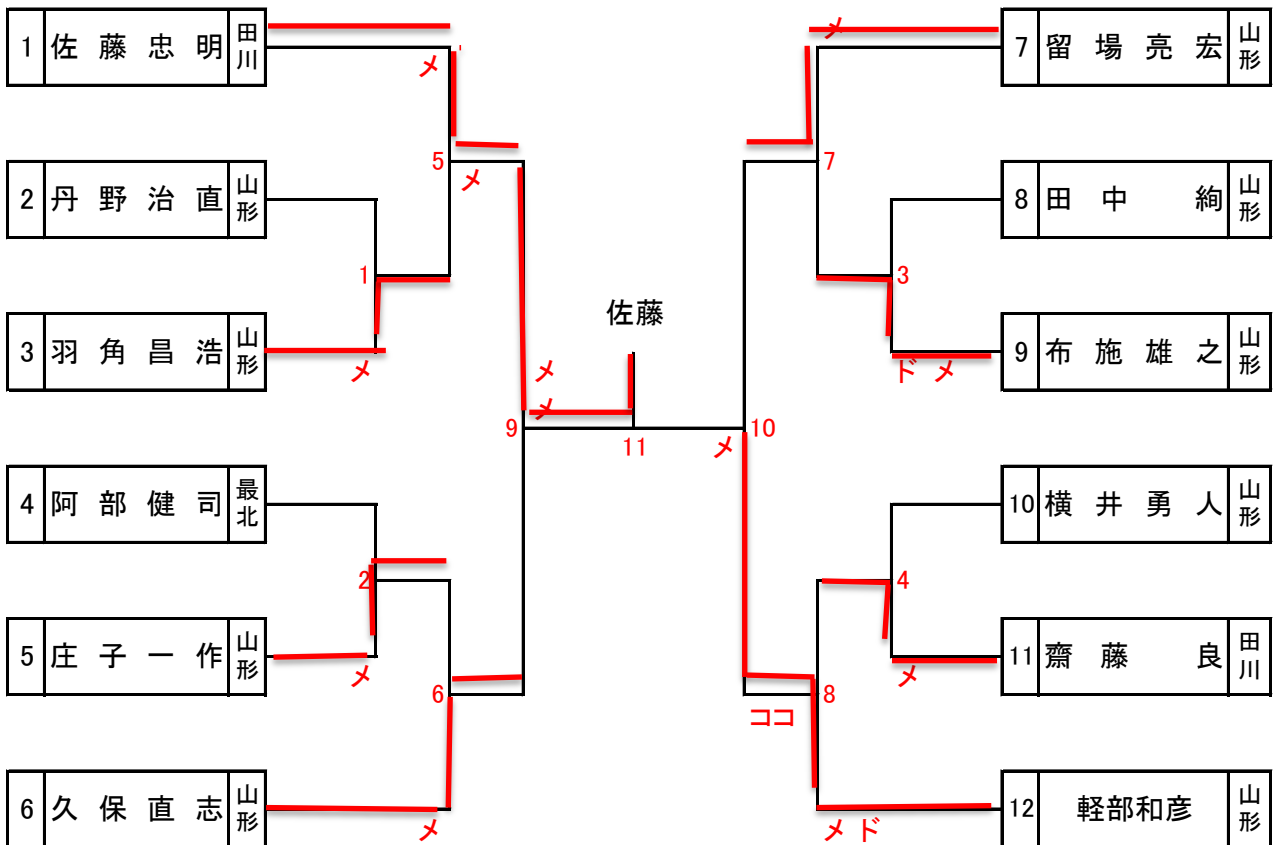 1 佐藤忠明 田川
メ
5
メ
2 丹野治直 山形
1
3 羽角昌浩 山形
メ
4 阿部健司 最北
2
5 庄子一作 山形
メ
6
6 久保直志 山形
メ
佐藤
メ
メ
9
11
メ
10
メ
7 留場亮宏 山形
7
8 田中絢 山形
3
9 布施雄之 山形
ドメ
10 横井勇人 山形
4
11 齋藤良 田川
メ
8
ココ
12 軽部和彦 山形
メド